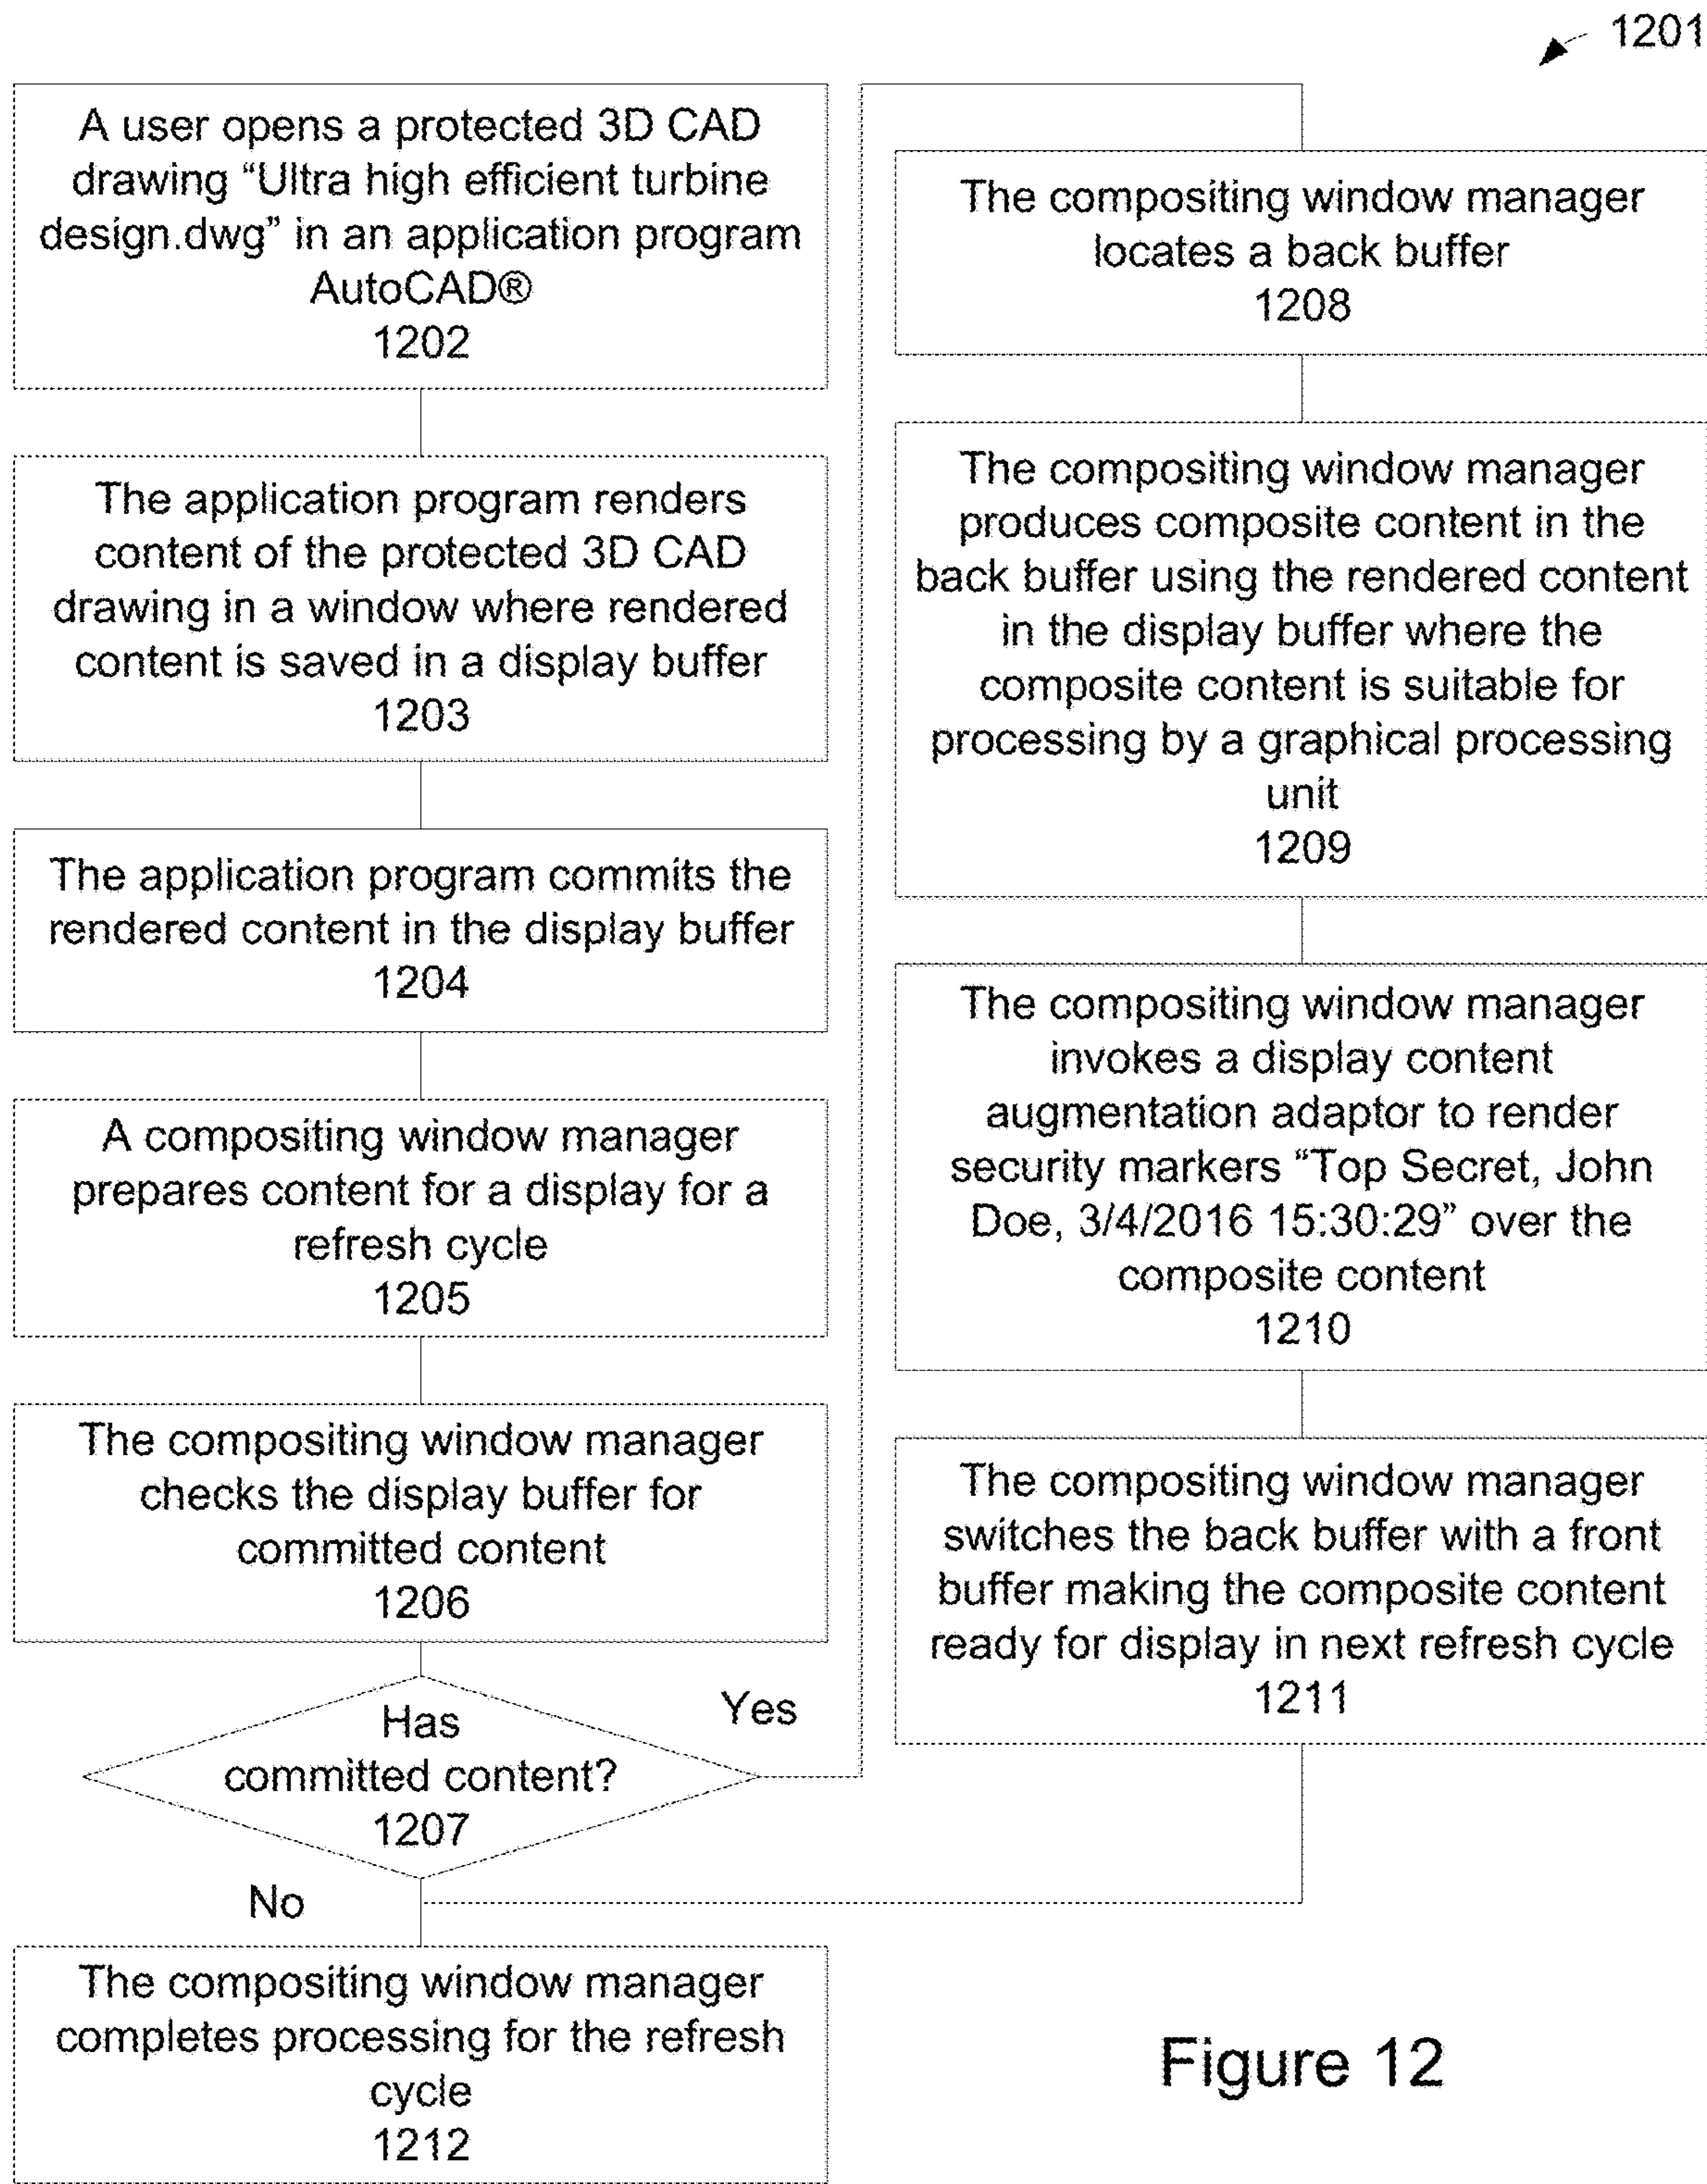 1201
A user opens a protected 3D CAD
drawing “Ultra high efficient turbine
design.dwg” in an application program
AutoCAD®
1202
The application program renders
content of the protected 3D CAD
drawing in a window where rendered
content is saved in a display buffer
1203
The application program commits the
rendered content in the display buffer
1204
A compositing window manager
prepares content for a display for a
refresh cycle
1205
The compositing window manager
checks the display buffer for
committed content
1206
Has
committed content?
1207
Yes
No
The compositing window manager
locates a back buffer
1208
The compositing window manager
produces composite content in the
back buffer using the rendered content
in the display buffer where the
composite content is suitable for
processing by a graphical processing
unit
1209
The compositing window manager
invokes a display content
augmentation adaptor to render
security markers “Top Secret, John
Doe, 3/4/2016 15:30:29” over the
composite content
1210
The compositing window manager
switches the back buffer with a front
buffer making the composite content
ready for display in next refresh cycle
1211
The compositing window manager
completes processing for the refresh
cycle
1212
Figure 12